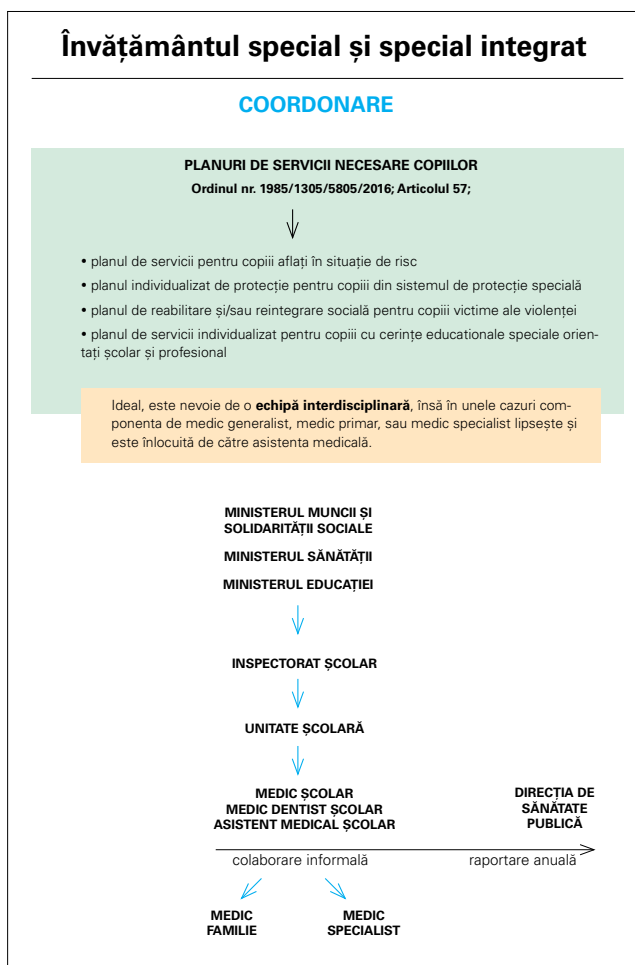 Învățământul special și special integrat
COORDONARE
PLANURI DE SERVICII NECESARE COPIILOR
Ordinul nr. 1985/1305/5805/2016; Articolul 57;
• planul de servicii pentru copiii aflați în situație de risc
• planul individualizat de protecție pentru copiii din sistemul de protecție specială
• planul de reabilitare și/sau reintegrare socială pentru copiii victime ale violenței
• planul de servicii individualizat pentru copiii cu cerințe educationale speciale orien-
tați școlar și profesional
Ideal, este nevoie de o echipă interdisciplinară, însă în unele cazuri com-
ponenta de medic generalist, medic primar, sau medic specialist lipsește și
este înlocuită de către asistenta medicală.
MINISTERUL MUNCII ȘI
SOLIDARITĂȚII SOCIALE
MINISTERUL SĂNĂTĂȚII
MINISTERUL EDUCAȚIEI
INSPECTORAT ȘCOLAR
UNITATE ȘCOLARĂ
MEDIC ȘCOLAR
MEDIC DENTIST ȘCOLAR
ASISTENT MEDICAL ȘCOLAR
DIRECȚIA DE
SĂNĂTATE
PUBLICĂ
colaborare informală
raportare anuală
MEDIC
FAMILIE
MEDIC
SPECIALIST